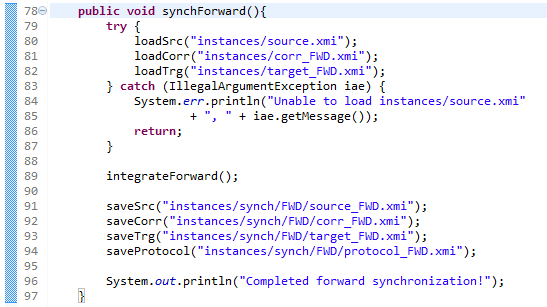 78 public void synchForward(){
79 try {
80 loadSrc("instances/source.xmi");
81 loadCorr("instances/corr_FWD.xmi");
82 loadTrg("instances/target_FWD.xmi");
83 } catch (IllegalArgumentException iae) {
84 System.err.println("Unable to load instances/source.xmi"
85 + ", " + iae.getMessage());
86 return;
87 }
88
89 integrateForward();
90
91 saveSrc("instances/synch/FWD/source_FWD.xmi");
92 saveCorr("instances/synch/FWD/corr_FWD.xmi");
93 saveTrg("instances/synch/FWD/target_FWD.xmi");
94 saveProtocol("instances/synch/FWD/protocol_FWD.xmi");
95
96 System.out.println("Completed forward synchronization!");
97 }